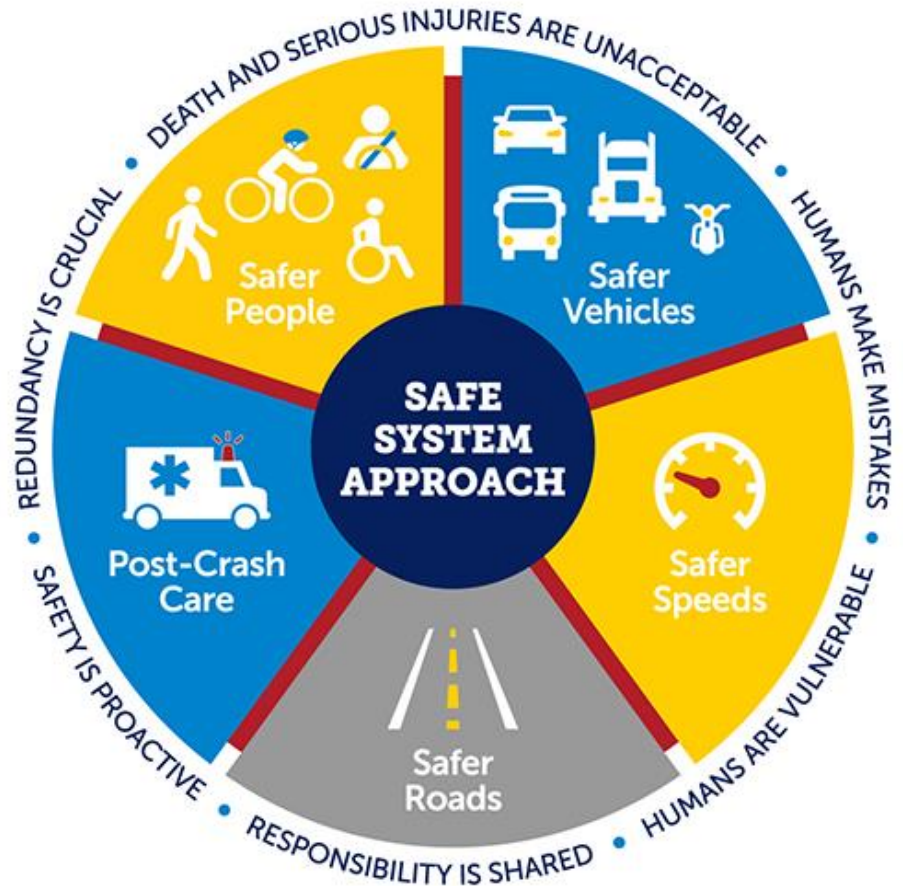 DEATH AND SERIOUS INJURIES ARE UNACCEPTABLE
HUMANS MAKE MISTAKES
HUMANS ARE VULNERABLE
RESPONSIBILITY IS SHARED
SAFETY IS PROACTIVE
REDUNDANCY IS CRUCIAL
Safer
People
Safer
Vehicles
SAFE
SYSTEM
APPROACH
Post-Crash
Care
Safer
Speeds
Safer
Roads